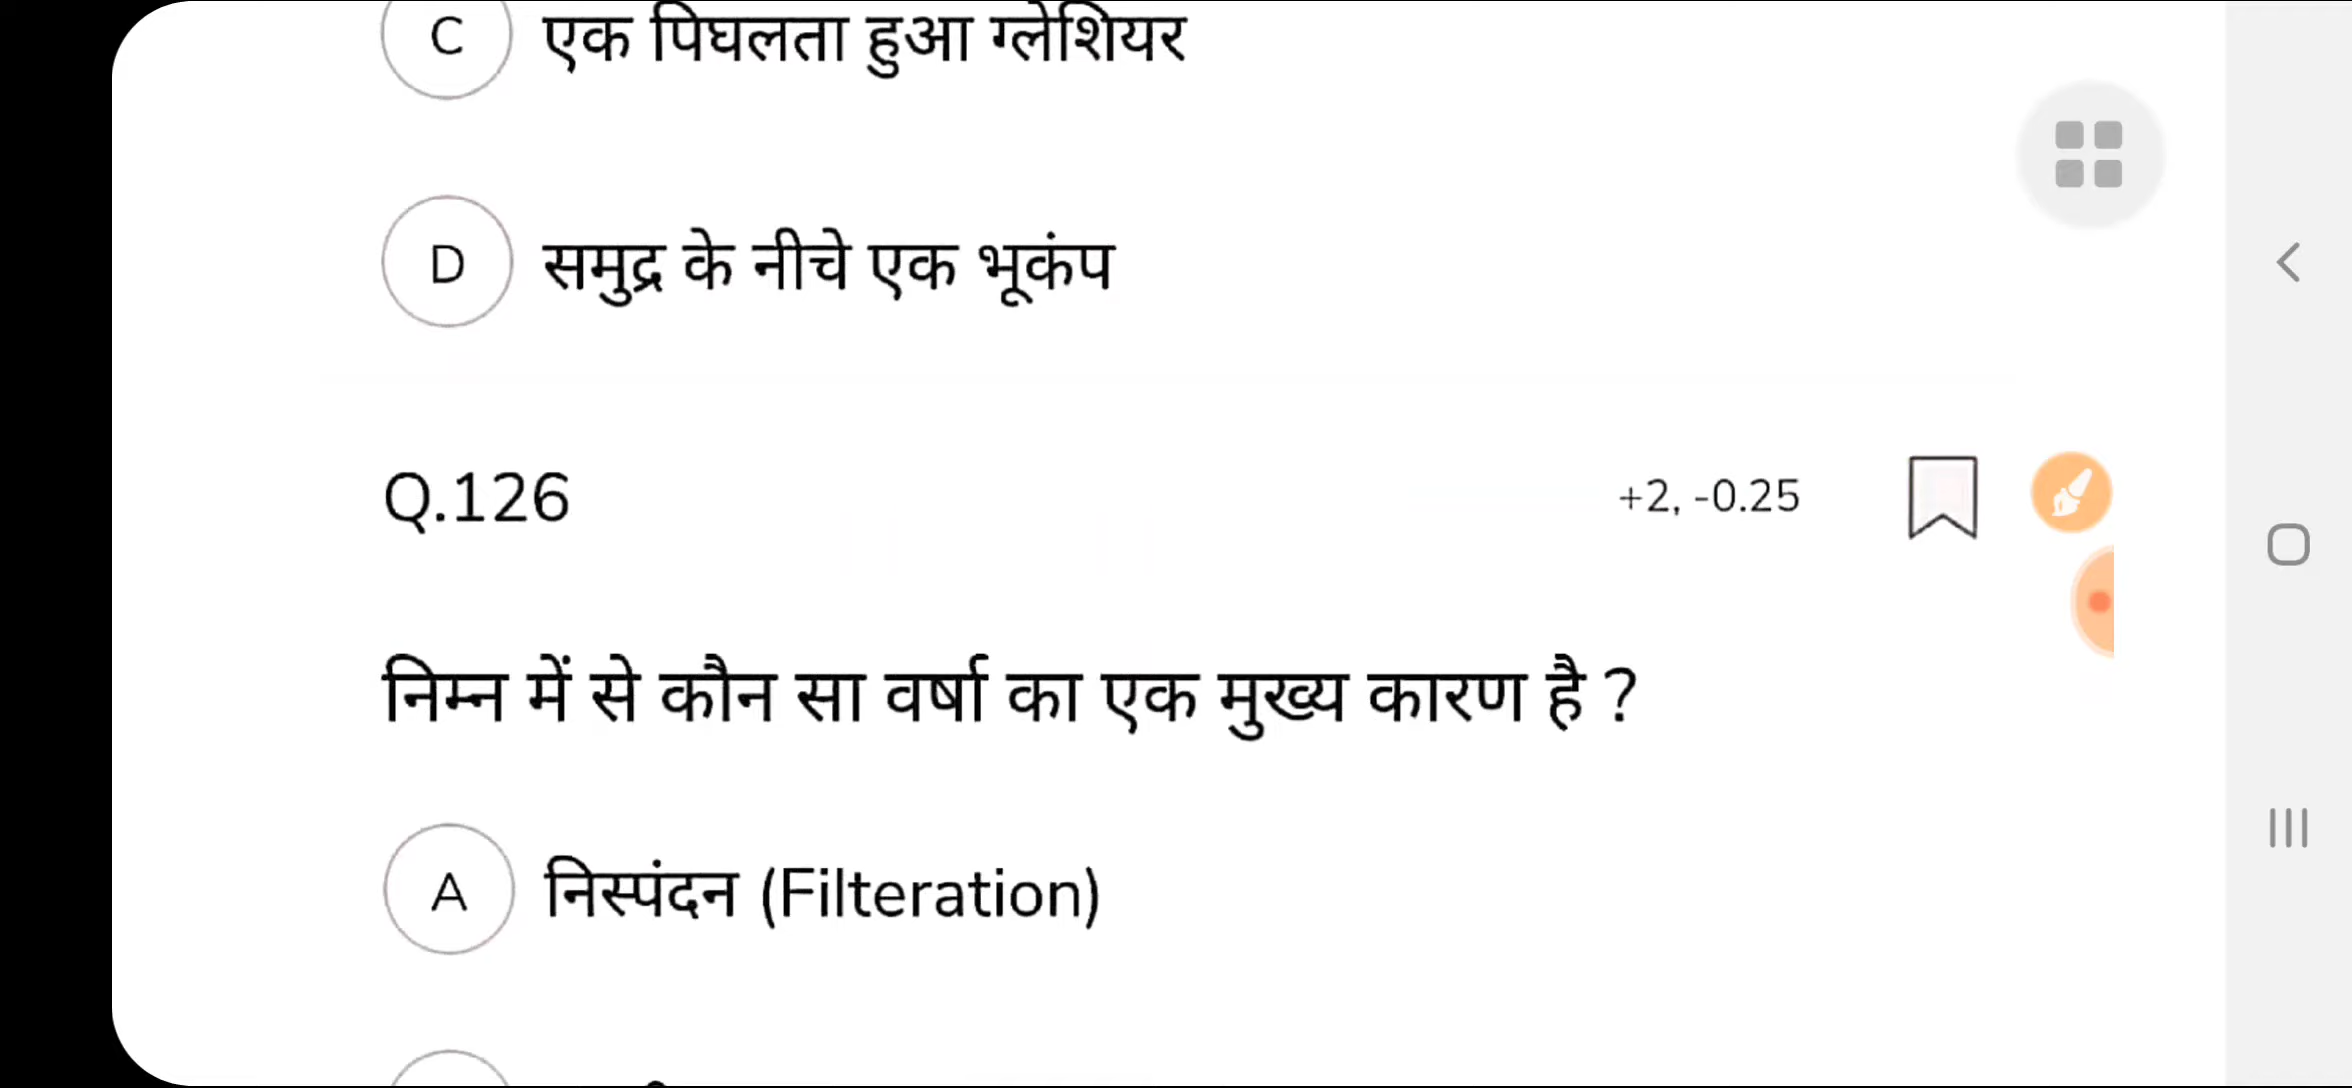 C एक पिघलता हुआ ग्लेशियर
D समुद्र के नीचे एक भूकंप
Q.126 +2, -0.25
निम्न में से कौन सा वर्षा का एक मुख्य कारण है ?
A निस्पंदन (Filteration)